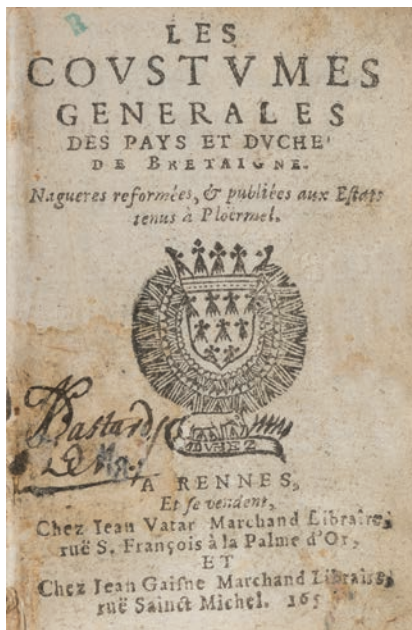 R
LES
COVSTVMES
GENERALES
DES PAYS ET DVCHE'
DE BRETAIGNE.
Nagueres reformées, & publiées aux Estats
tenus à Ploërmel.
Bastard
A RENNES,
Et se vendent,
Chez Iean Vatar Marchand Libraire,
ruë S. François à la Palme d'Or,
ET
Chez Iean Gaisne Marchand Libraire,
ruë Sainct Michel. 165